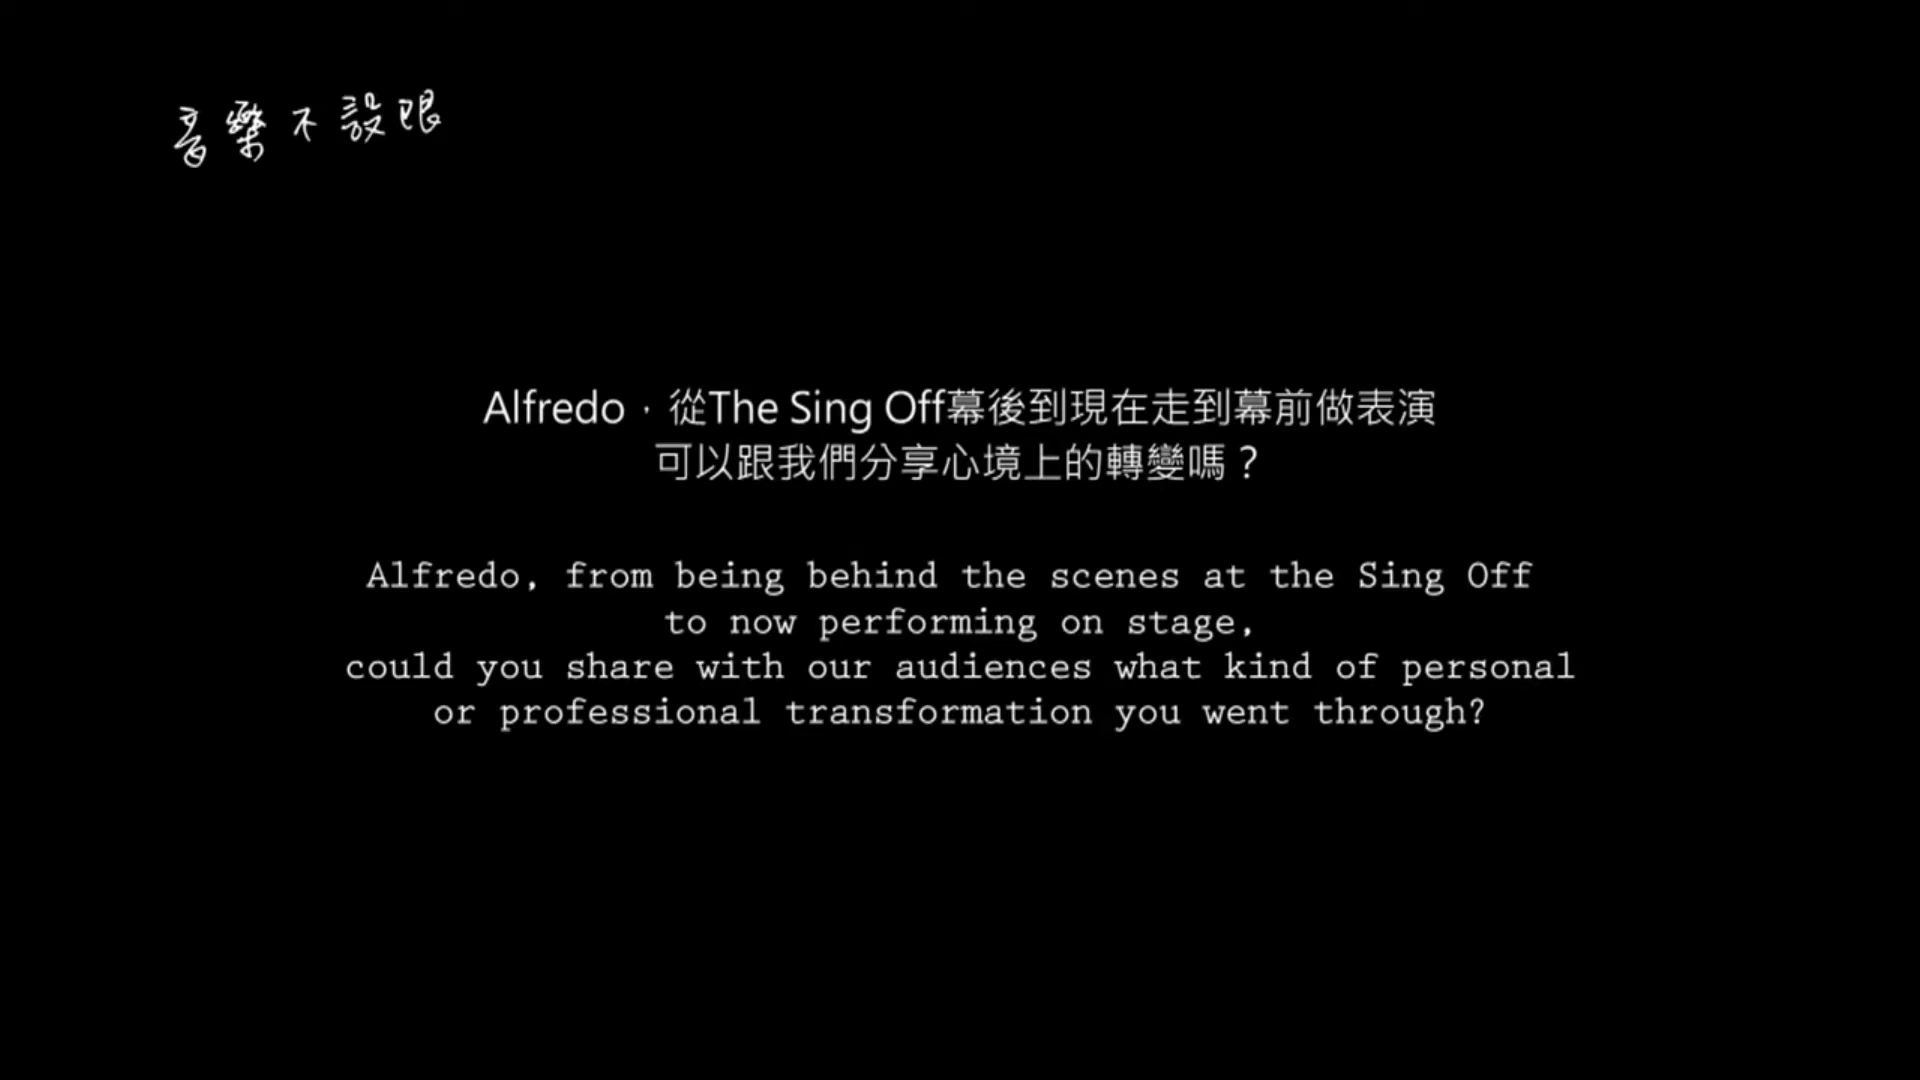 音樂不設限
Alfredo，從The Sing Off幕後到現在走到幕前做表演
可以跟我們分享心境上的轉變嗎？
Alfredo, from being behind the scenes at the Sing Off
to now performing on stage,
could you share with our audiences what kind of personal
or professional transformation you went through?